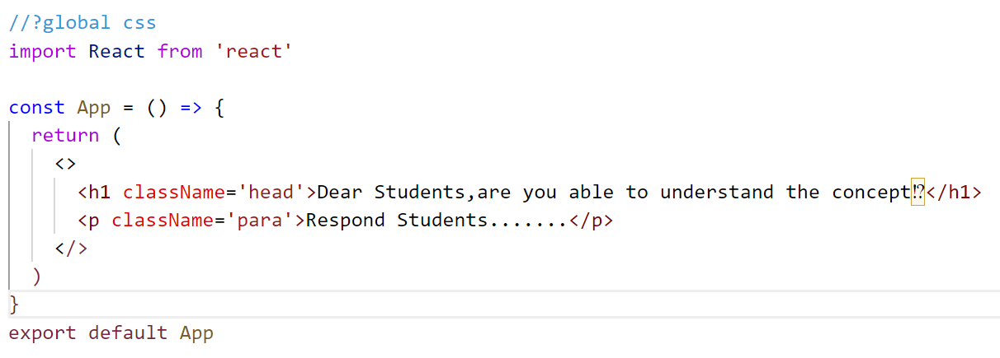 //?global css
import React from 'react'
const App = () => {
return (
<>
<h1 className='head'>Dear Students,are you able to understand the concept⁉</h1>
<p className='para'>Respond Students.......</p>
</>
)
}
export default App